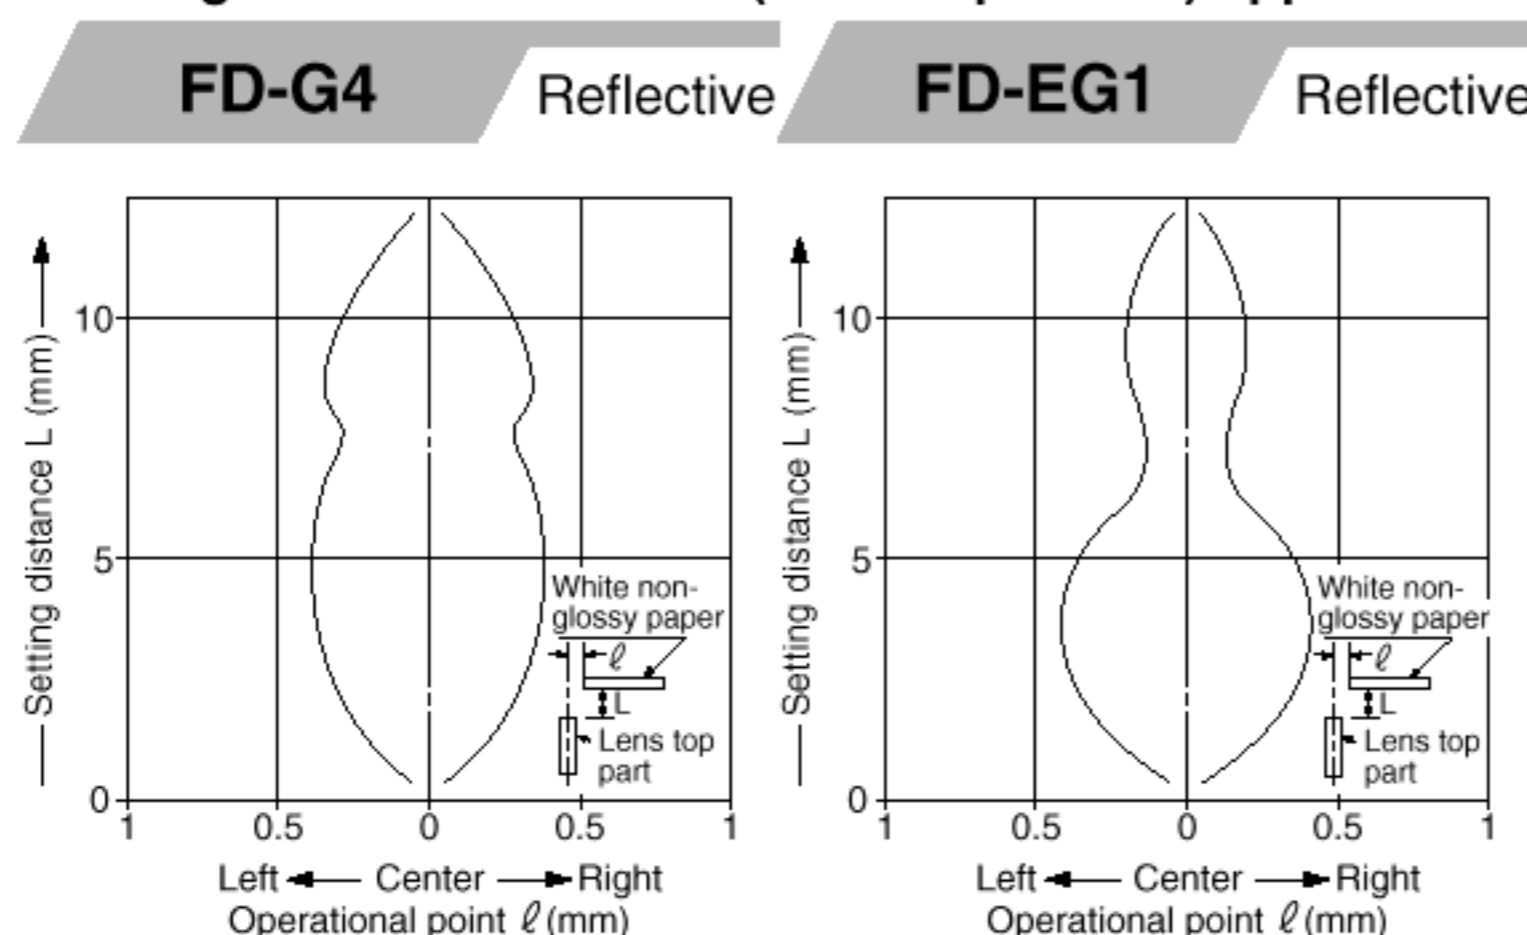 FD-G4 Reflective
Setting distance L (mm)
10
5
0
White non-
glossy paper
ℓ
L
Lens top
part
1 0.5 0 0.5 1
Left Center Right
Operational point ℓ (mm)
FD-EG1 Reflective
Setting distance L (mm)
10
5
0
White non-
glossy paper
ℓ
L
Lens top
part
1 0.5 0 0.5 1
Left Center Right
Operational point ℓ (mm)